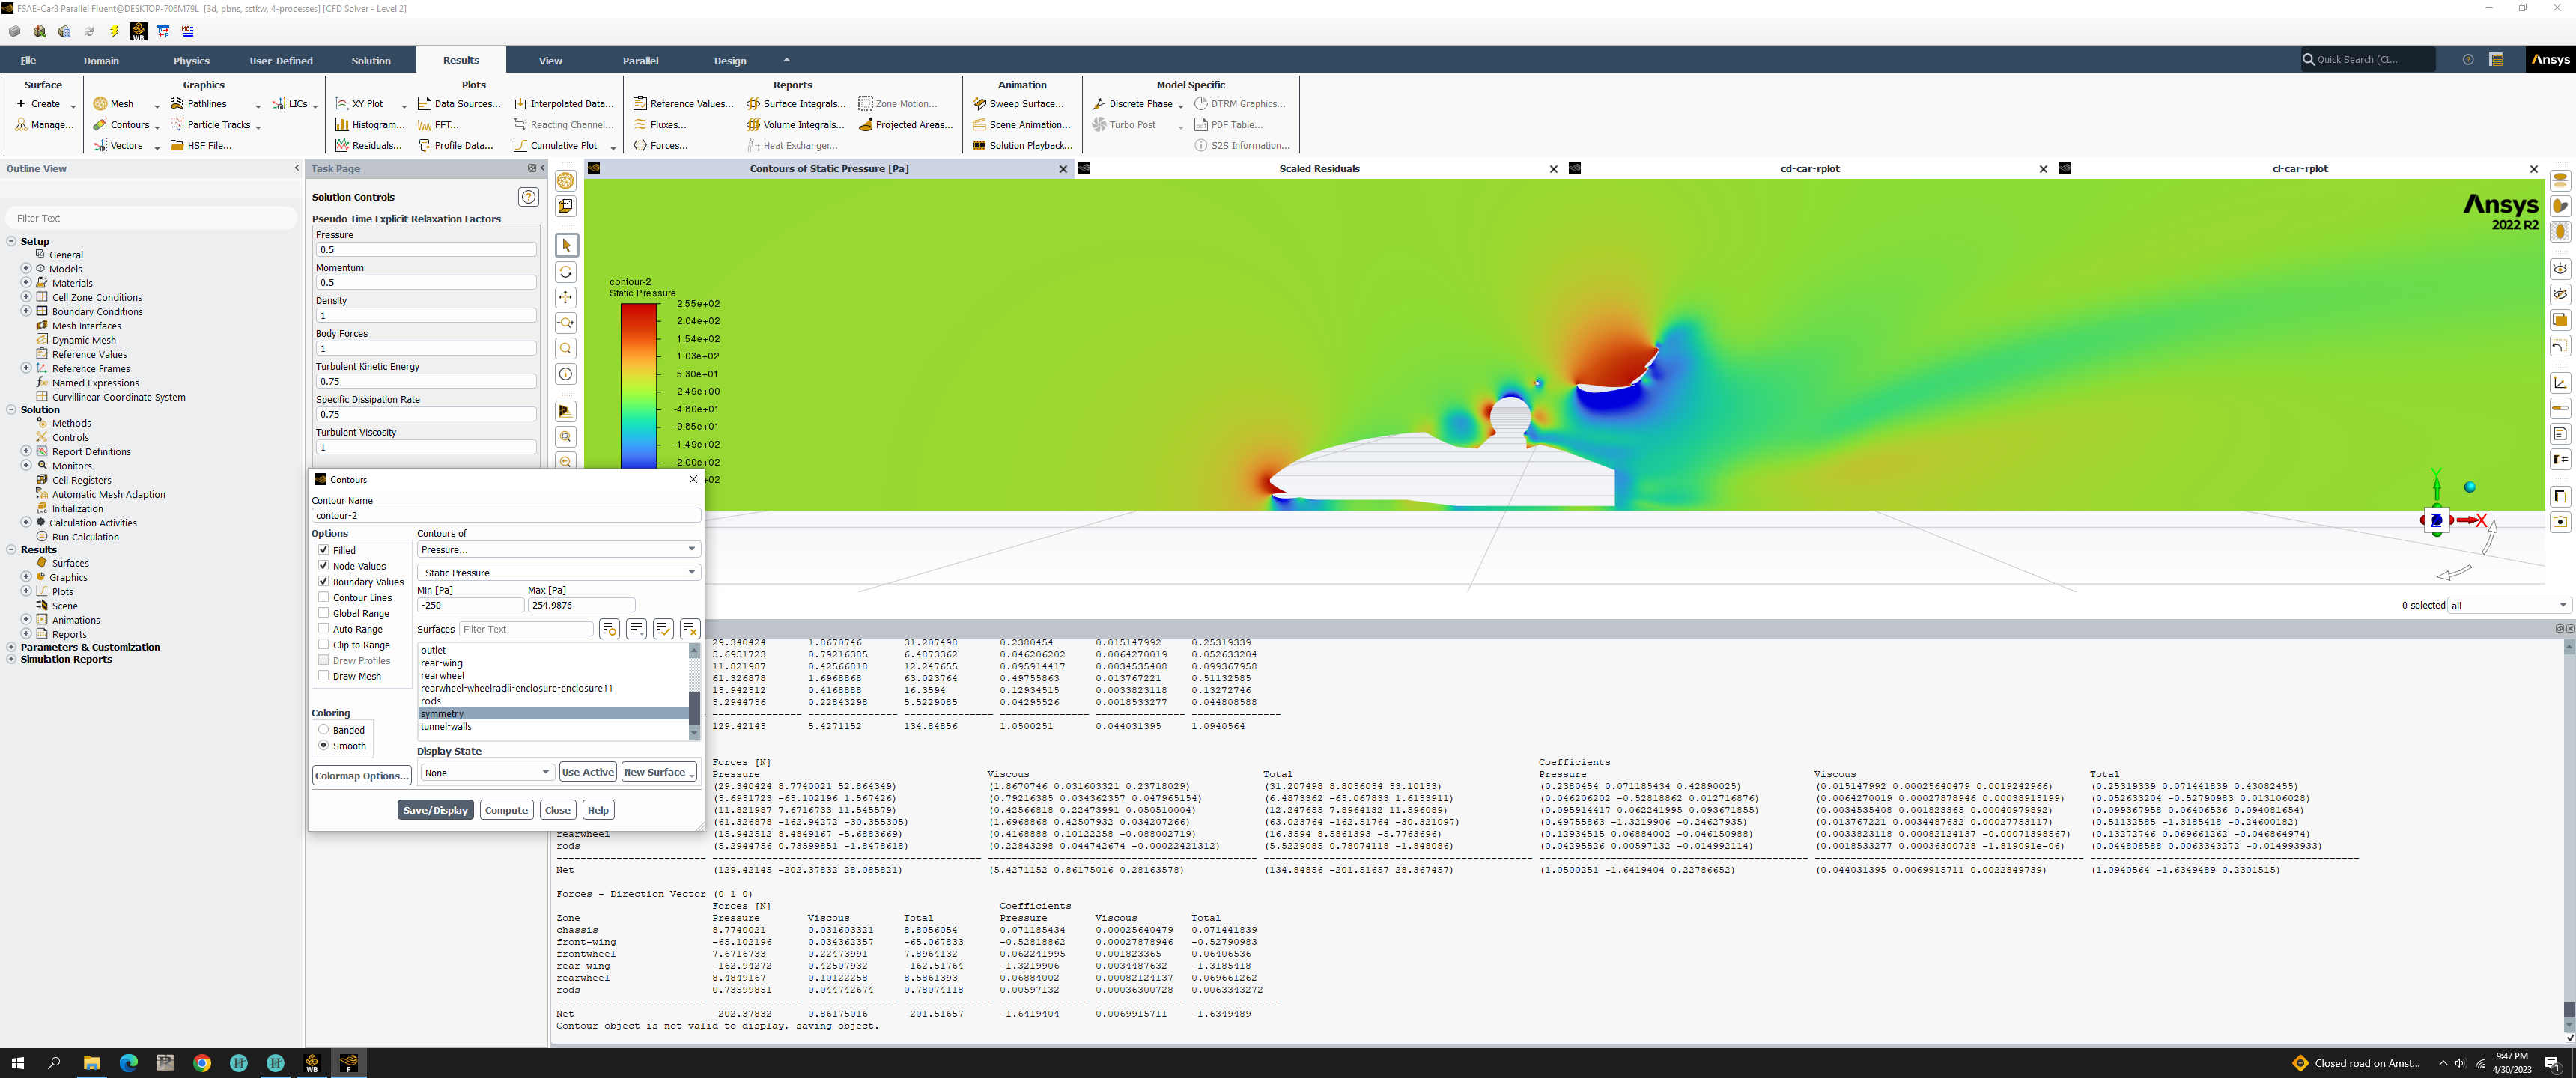 FSAE-Car3 Parallel Fluent@DESKTOP-706M79L [3d, pbns, sstkw, 4-processes] [CFD Solver - Level 2]
File Domain Physics User-Defined Solution Results View Parallel Design Quick Search (Ct... Ansys
Surface Graphics Plots Reports Animation Model Specific
Create Mesh Pathlines LICs XY Plot Data Sources... Interpolated Data... Reference Values... Surface Integrals... Zone Motion... Sweep Surface... Discrete Phase DTRM Graphics...
Manage... Contours Particle Tracks Histogram... FFT... Reacting Channel... Fluxes... Volume Integrals... Projected Areas... Scene Animation... Turbo Post PDF Table...
Vectors HSF File... Residuals... Profile Data... Cumulative Plot Forces... Heat Exchanger... Solution Playback... S2S Information...
Outline View
Filter Text
Setup
General
Models
Materials
Cell Zone Conditions
Boundary Conditions
Mesh Interfaces
Dynamic Mesh
Reference Values
Reference Frames
Named Expressions
Curvillinear Coordinate System
Solution
Methods
Controls
Report Definitions
Monitors
Cell Registers
Automatic Mesh Adaption
Initialization
Calculation Activities
Run Calculation
Results
Surfaces
Graphics
Plots
Scene
Animations
Reports
Parameters & Customization
Simulation Reports
Task Page
Solution Controls
Pseudo Time Explicit Relaxation Factors
Pressure
0.5
Momentum
0.5
Density
1
Body Forces
1
Turbulent Kinetic Energy
0.75
Specific Dissipation Rate
0.75
Turbulent Viscosity
1
Contours of Static Pressure [Pa] Scaled Residuals cd-car-rplot cl-car-rplot
Ansys
2022 R2
contour-2
Static Pressure
2.55e+02
2.04e+02
1.54e+02
1.03e+02
5.30e+01
2.49e+00
-4.80e+01
-9.85e+01
-1.49e+02
-2.00e+02
+02
Y
Z
X
0 selected all
Contours
Contour Name
contour-2
Options
Filled
Node Values
Boundary Values
Contour Lines
Global Range
Auto Range
Clip to Range
Draw Profiles
Draw Mesh
Coloring
Banded
Smooth
Colormap Options...
Contours of
Pressure...
Static Pressure
Min [Pa] Max [Pa]
-250 254.9876
Surfaces Filter Text
outlet
rear-wing
rearwheel
rearwheel-wheelradii-enclosure-enclosure11
rods
symmetry
tunnel-walls
Display State
None Use Active New Surface
Save/Display Compute Close Help
29.340424 1.8670746 31.207498 0.2380454 0.015147992 0.25319339
5.6951723 0.79216385 6.4873362 0.046206202 0.0064270019 0.052633204
11.821987 0.42566818 12.247655 0.095914417 0.0034535408 0.099367958
61.326878 1.6968868 63.023764 0.49755863 0.013767221 0.51132585
15.942512 0.4168888 16.3594 0.12934515 0.0033823118 0.13272746
5.2944756 0.22843298 5.5229085 0.04295526 0.0018533277 0.044808588
129.42145 5.4271152 134.84856 1.0500251 0.044031395 1.0940564
Forces [N] Coefficients
Pressure Viscous Total Pressure Viscous Total
(29.340424 8.7740021 52.864349) (1.8670746 0.031603321 0.23718029) (31.207498 8.8056054 53.10153) (0.2380454 0.071185434 0.42890025) (0.015147992 0.00025640479 0.0019242966) (0.25319339 0.071441839 0.43082455)
(5.6951723 -65.102196 1.567426) (0.79216385 0.034362357 0.047965154) (6.4873362 -65.067833 1.6153911) (0.046206202 -0.52818862 0.012716876) (0.0064270019 0.00027878946 0.00038915199) (0.052633204 -0.52790983 0.013106028)
(11.821987 7.6716733 11.545579) (0.42566818 0.22473991 0.050510004) (12.247655 7.8964132 11.596089) (0.095914417 0.062241995 0.093671855) (0.0034535408 0.001823365 0.00040979892) (0.099367958 0.06406536 0.094081654)
(61.326878 -162.94272 -30.355305) (1.6968868 0.42507932 0.034207266) (63.023764 -162.51764 -30.321097) (0.49755863 -1.3219906 -0.24627935) (0.013767221 0.0034487632 0.00027753117) (0.51132585 -1.3185418 -0.24600182)
rearwheel (15.942512 8.4849167 -5.6883669) (0.4168888 0.10122258 -0.088002719) (16.3594 8.5861393 -5.7763696) (0.12934515 0.06884002 -0.046150988) (0.0033823118 0.00082124137 -0.00071398567) (0.13272746 0.069661262 -0.046864974)
rods (5.2944756 0.73599851 -1.8478618) (0.22843298 0.044742674 -0.00022421312) (5.5229085 0.78074118 -1.848086) (0.04295526 0.00597132 -0.014992114) (0.0018533277 0.00036300728 -1.819091e-06) (0.044808588 0.0063343272 -0.014993933)
Net (129.42145 -202.37832 28.085821) (5.4271152 0.86175016 0.28163578) (134.84856 -201.51657 28.367457) (1.0500251 -1.6419404 0.22786652) (0.044031395 0.0069915711 0.0022849739) (1.0940564 -1.6349489 0.2301515)
Forces - Direction Vector (0 1 0)
Forces [N] Coefficients
Zone Pressure Viscous Total Pressure Viscous Total
chassis 8.7740021 0.031603321 8.8056054 0.071185434 0.00025640479 0.071441839
front-wing -65.102196 0.034362357 -65.067833 -0.52818862 0.00027878946 -0.52790983
frontwheel 7.6716733 0.22473991 7.8964132 0.062241995 0.001823365 0.06406536
rear-wing -162.94272 0.42507932 -162.51764 -1.3219906 0.0034487632 -1.3185418
rearwheel 8.4849167 0.10122258 8.5861393 0.06884002 0.00082124137 0.069661262
rods 0.73599851 0.044742674 0.78074118 0.00597132 0.00036300728 0.0063343272
Net -202.37832 0.86175016 -201.51657 -1.6419404 0.0069915711 -1.6349489
Contour object is not valid to display, saving object.
Closed road on Amst... 9:47 PM
4/30/2023